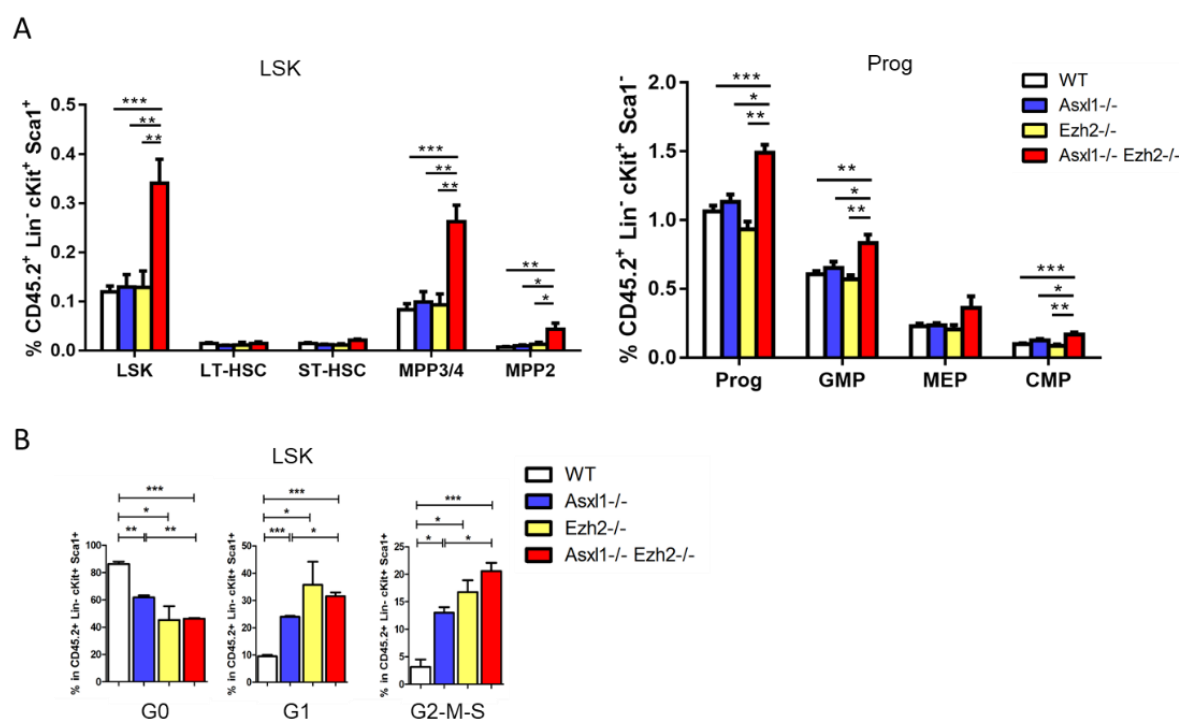 A
LSK
% CD45.2⁺ Lin⁻ cKit⁺ Sca1⁺
0.5
0.4
0.3
0.2
0.1
0.0
***
**
**
***
**
**
**
*
*
LSK LT-HSC ST-HSC MPP3/4 MPP2
Prog
% CD45.2⁺ Lin⁻ cKit⁺ Sca1⁻
2.0
1.5
1.0
0.5
0.0
***
*
**
**
*
**
***
*
**
Prog GMP MEP CMP
WT
Asxl1-/-
Ezh2-/-
Asxl1-/- Ezh2-/-
B
LSK
% in CD45.2+ Lin- cKit+ Sca1+
100
80
60
40
20
0
***
*
** **
G0
% in CD45.2+ Lin- cKit+ Sca1+
50
40
30
20
10
0
***
*
*** *
G1
% in CD45.2+ Lin- cKit+ Sca1+
25
20
15
10
5
0
***
*
* *
G2-M-S
WT
Asxl1-/-
Ezh2-/-
Asxl1-/- Ezh2-/-